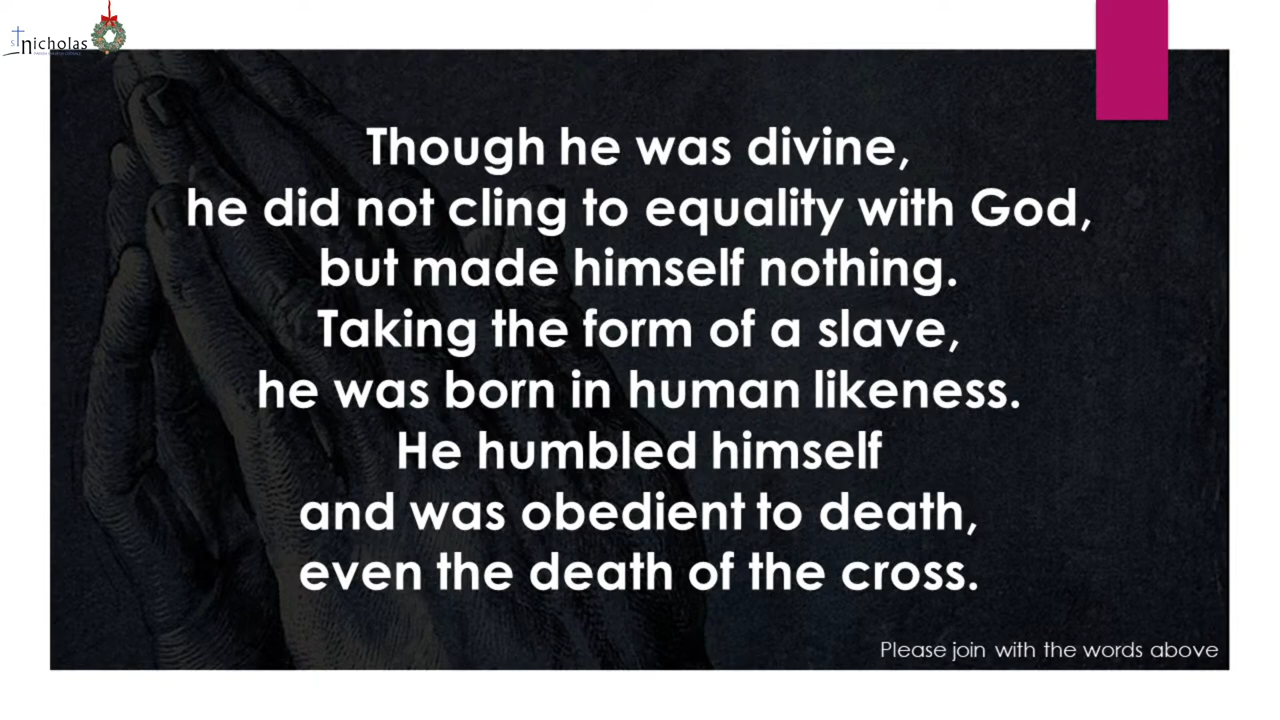 St
nicholas
Though he was divine,
he did not cling to equality with God,
but made himself nothing.
Taking the form of a slave,
he was born in human likeness.
He humbled himself
and was obedient to death,
even the death of the cross.
Please join with the words above